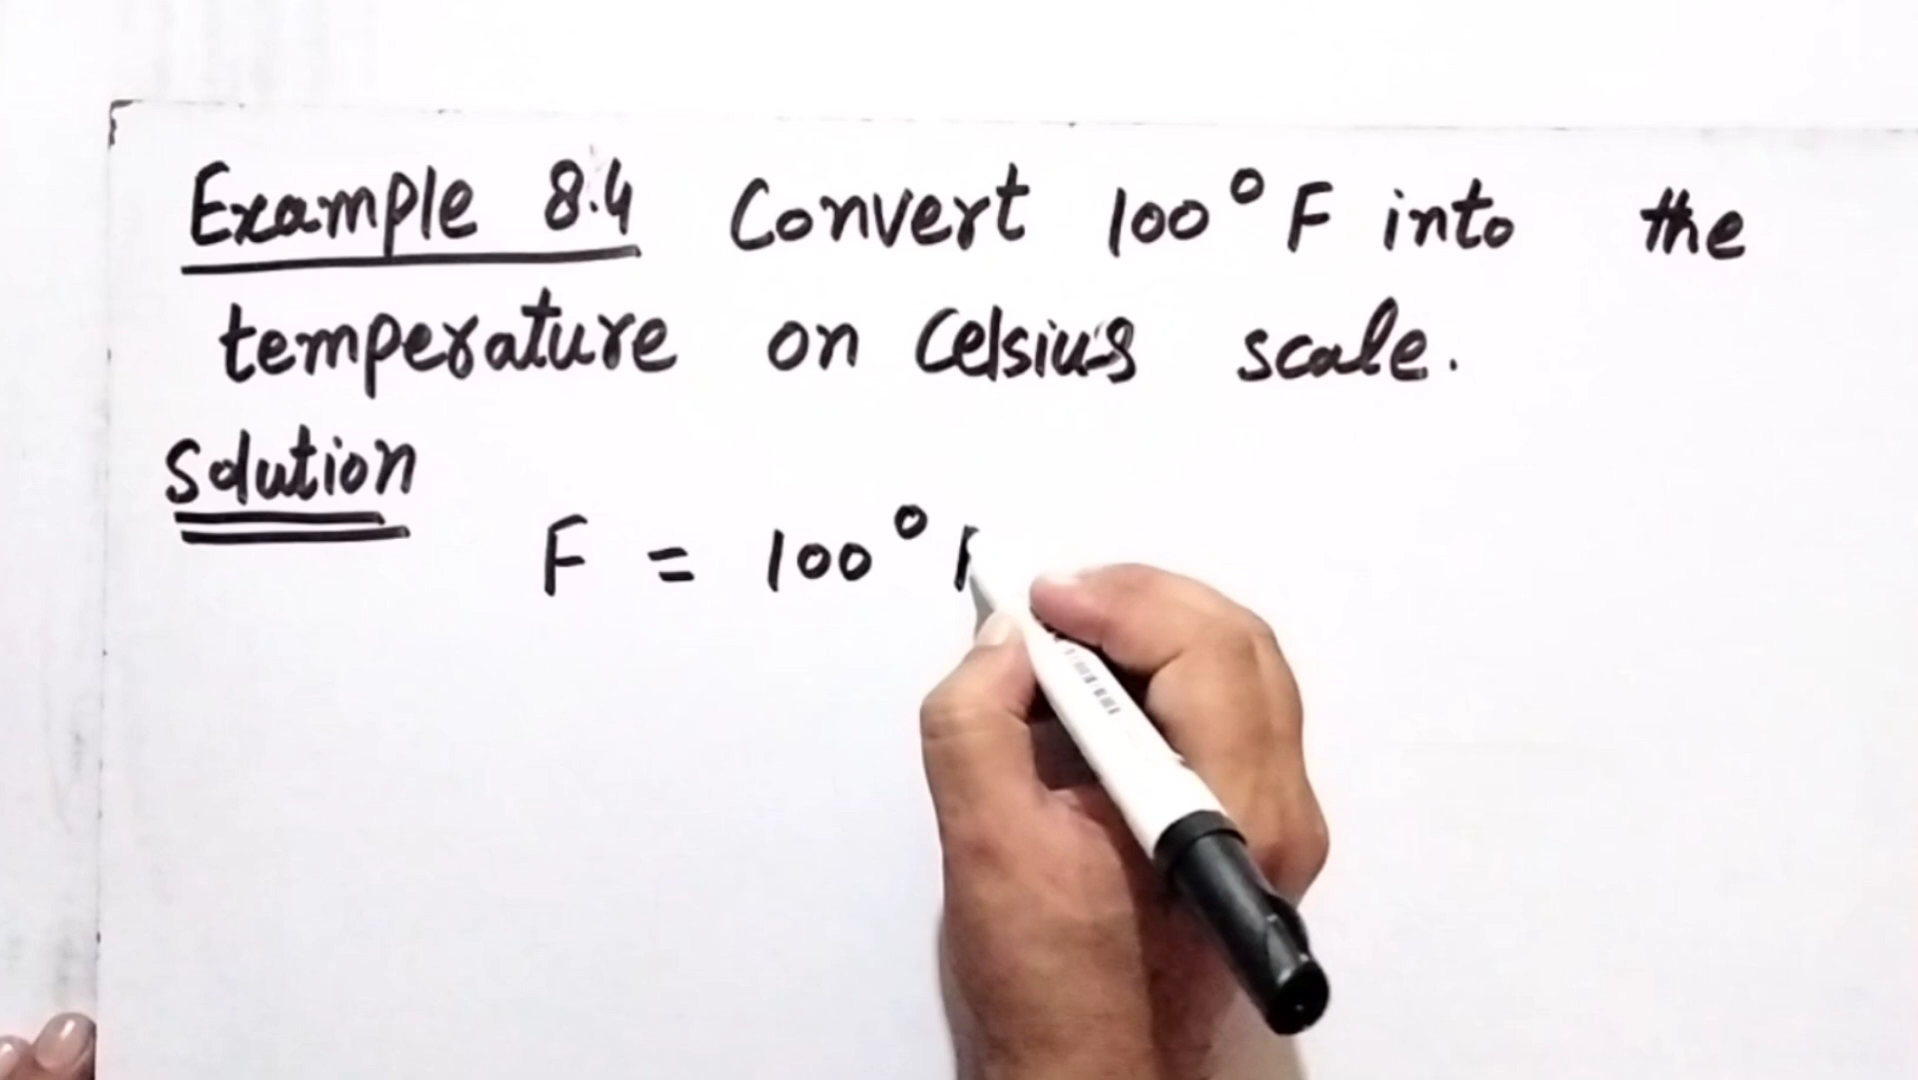 Example 8.4 Convert 100°F into the
temperature on Celsius scale.
Solution
F = 100°